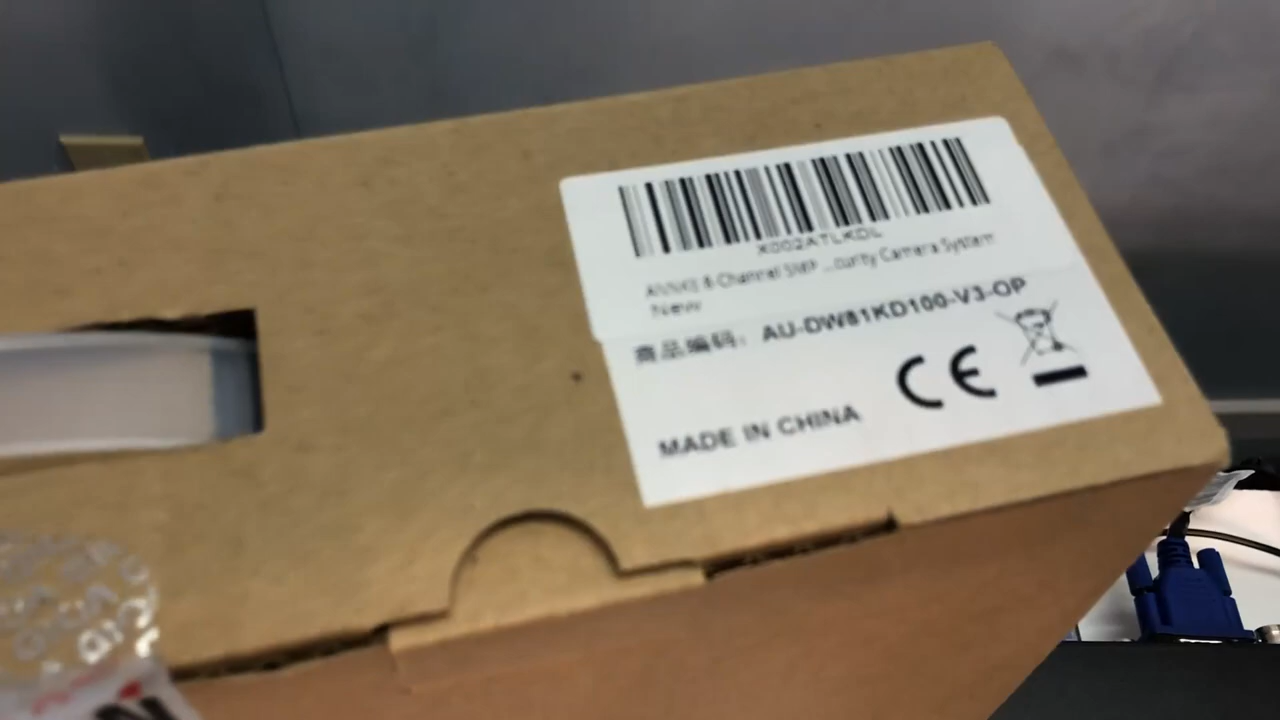 X002ATLKDL
ANNKE 8 Channel 5MP ...curity Camera System
New
商品编码: AU-DW81KD100-V3-OP
CE
MADE IN CHINA